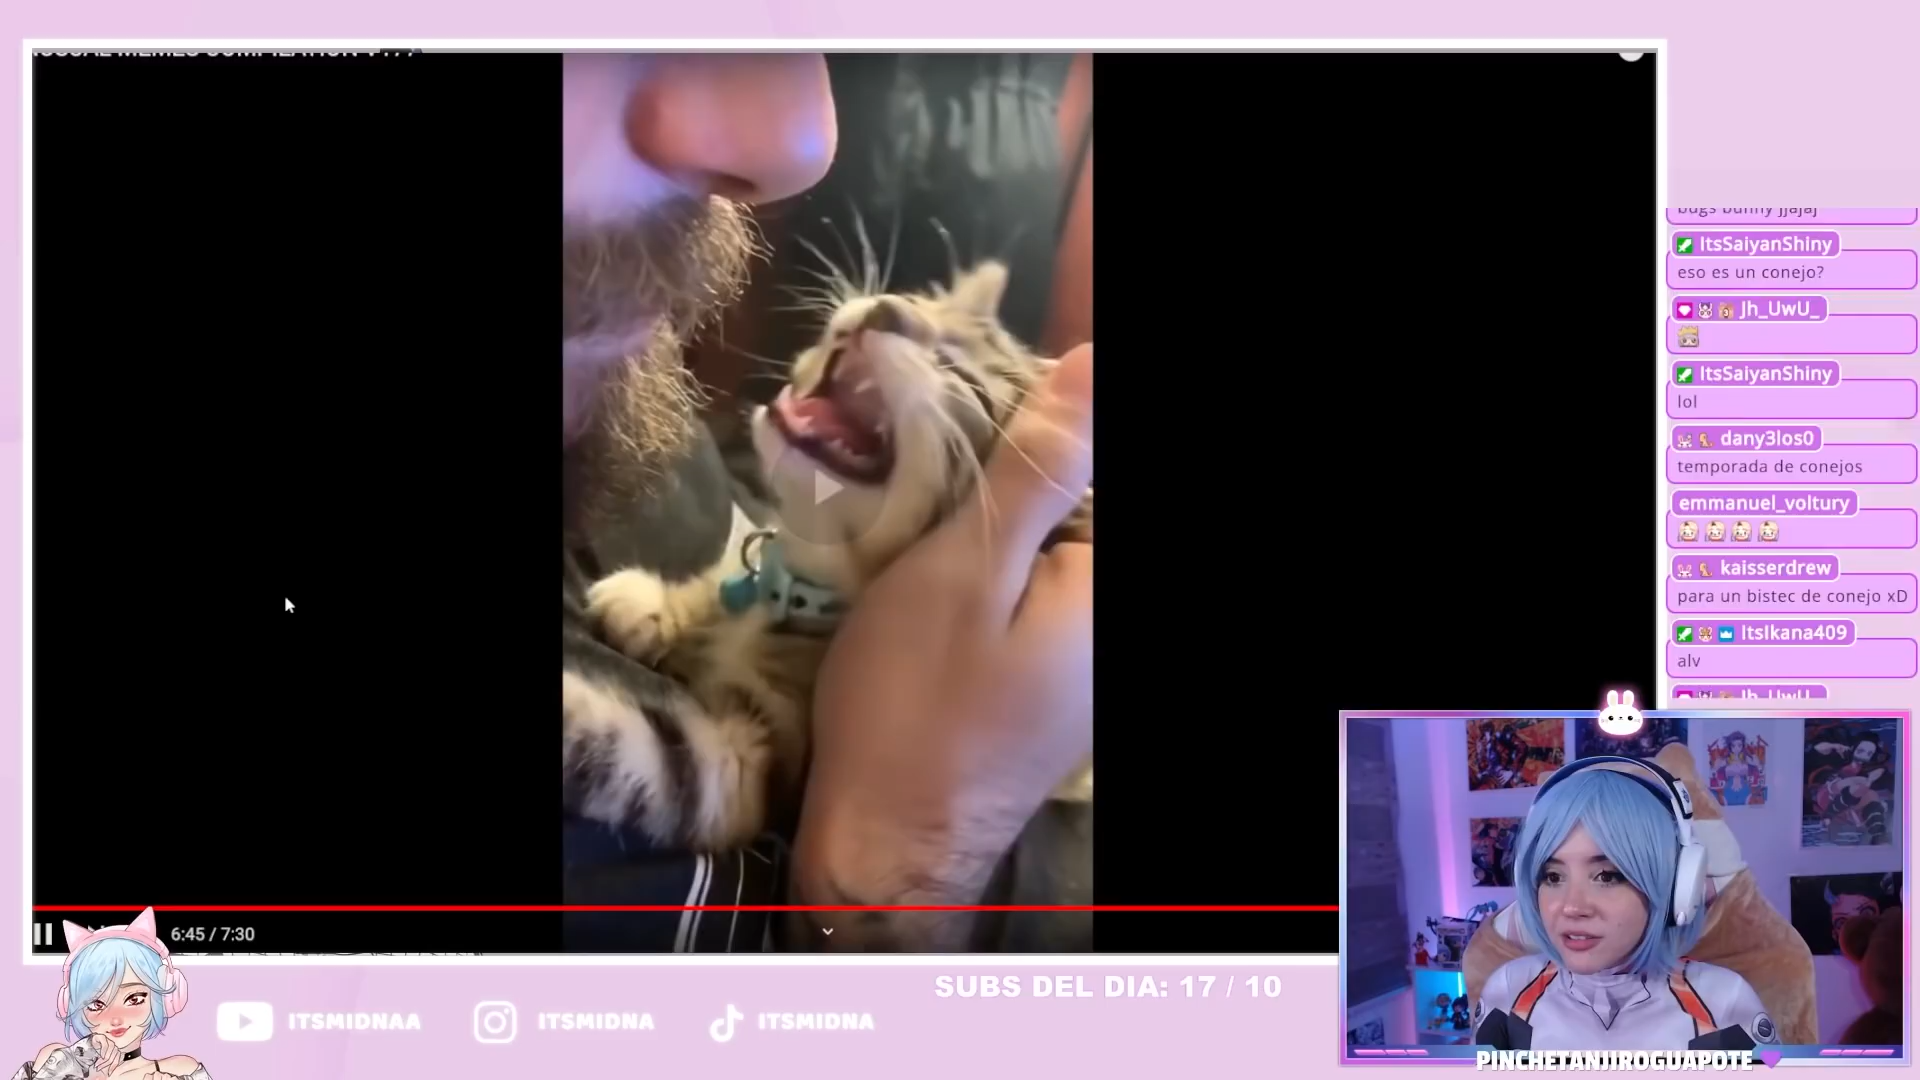 bugs bunny jjajaj
ItsSaiyanShiny
eso es un conejo?
Jh_UwU_
ItsSaiyanShiny
lol
dany3los0
temporada de conejos
emmanuel_voltury
kaisserdrew
para un bistec de conejo xD
ItsIkana409
alv
Jh_UwU_
6:45 / 7:30
SUBS DEL DIA: 17 / 10
ITSMIDNAA
ITSMIDNA
ITSMIDNA
PINCHETANJIROGUAPOTE